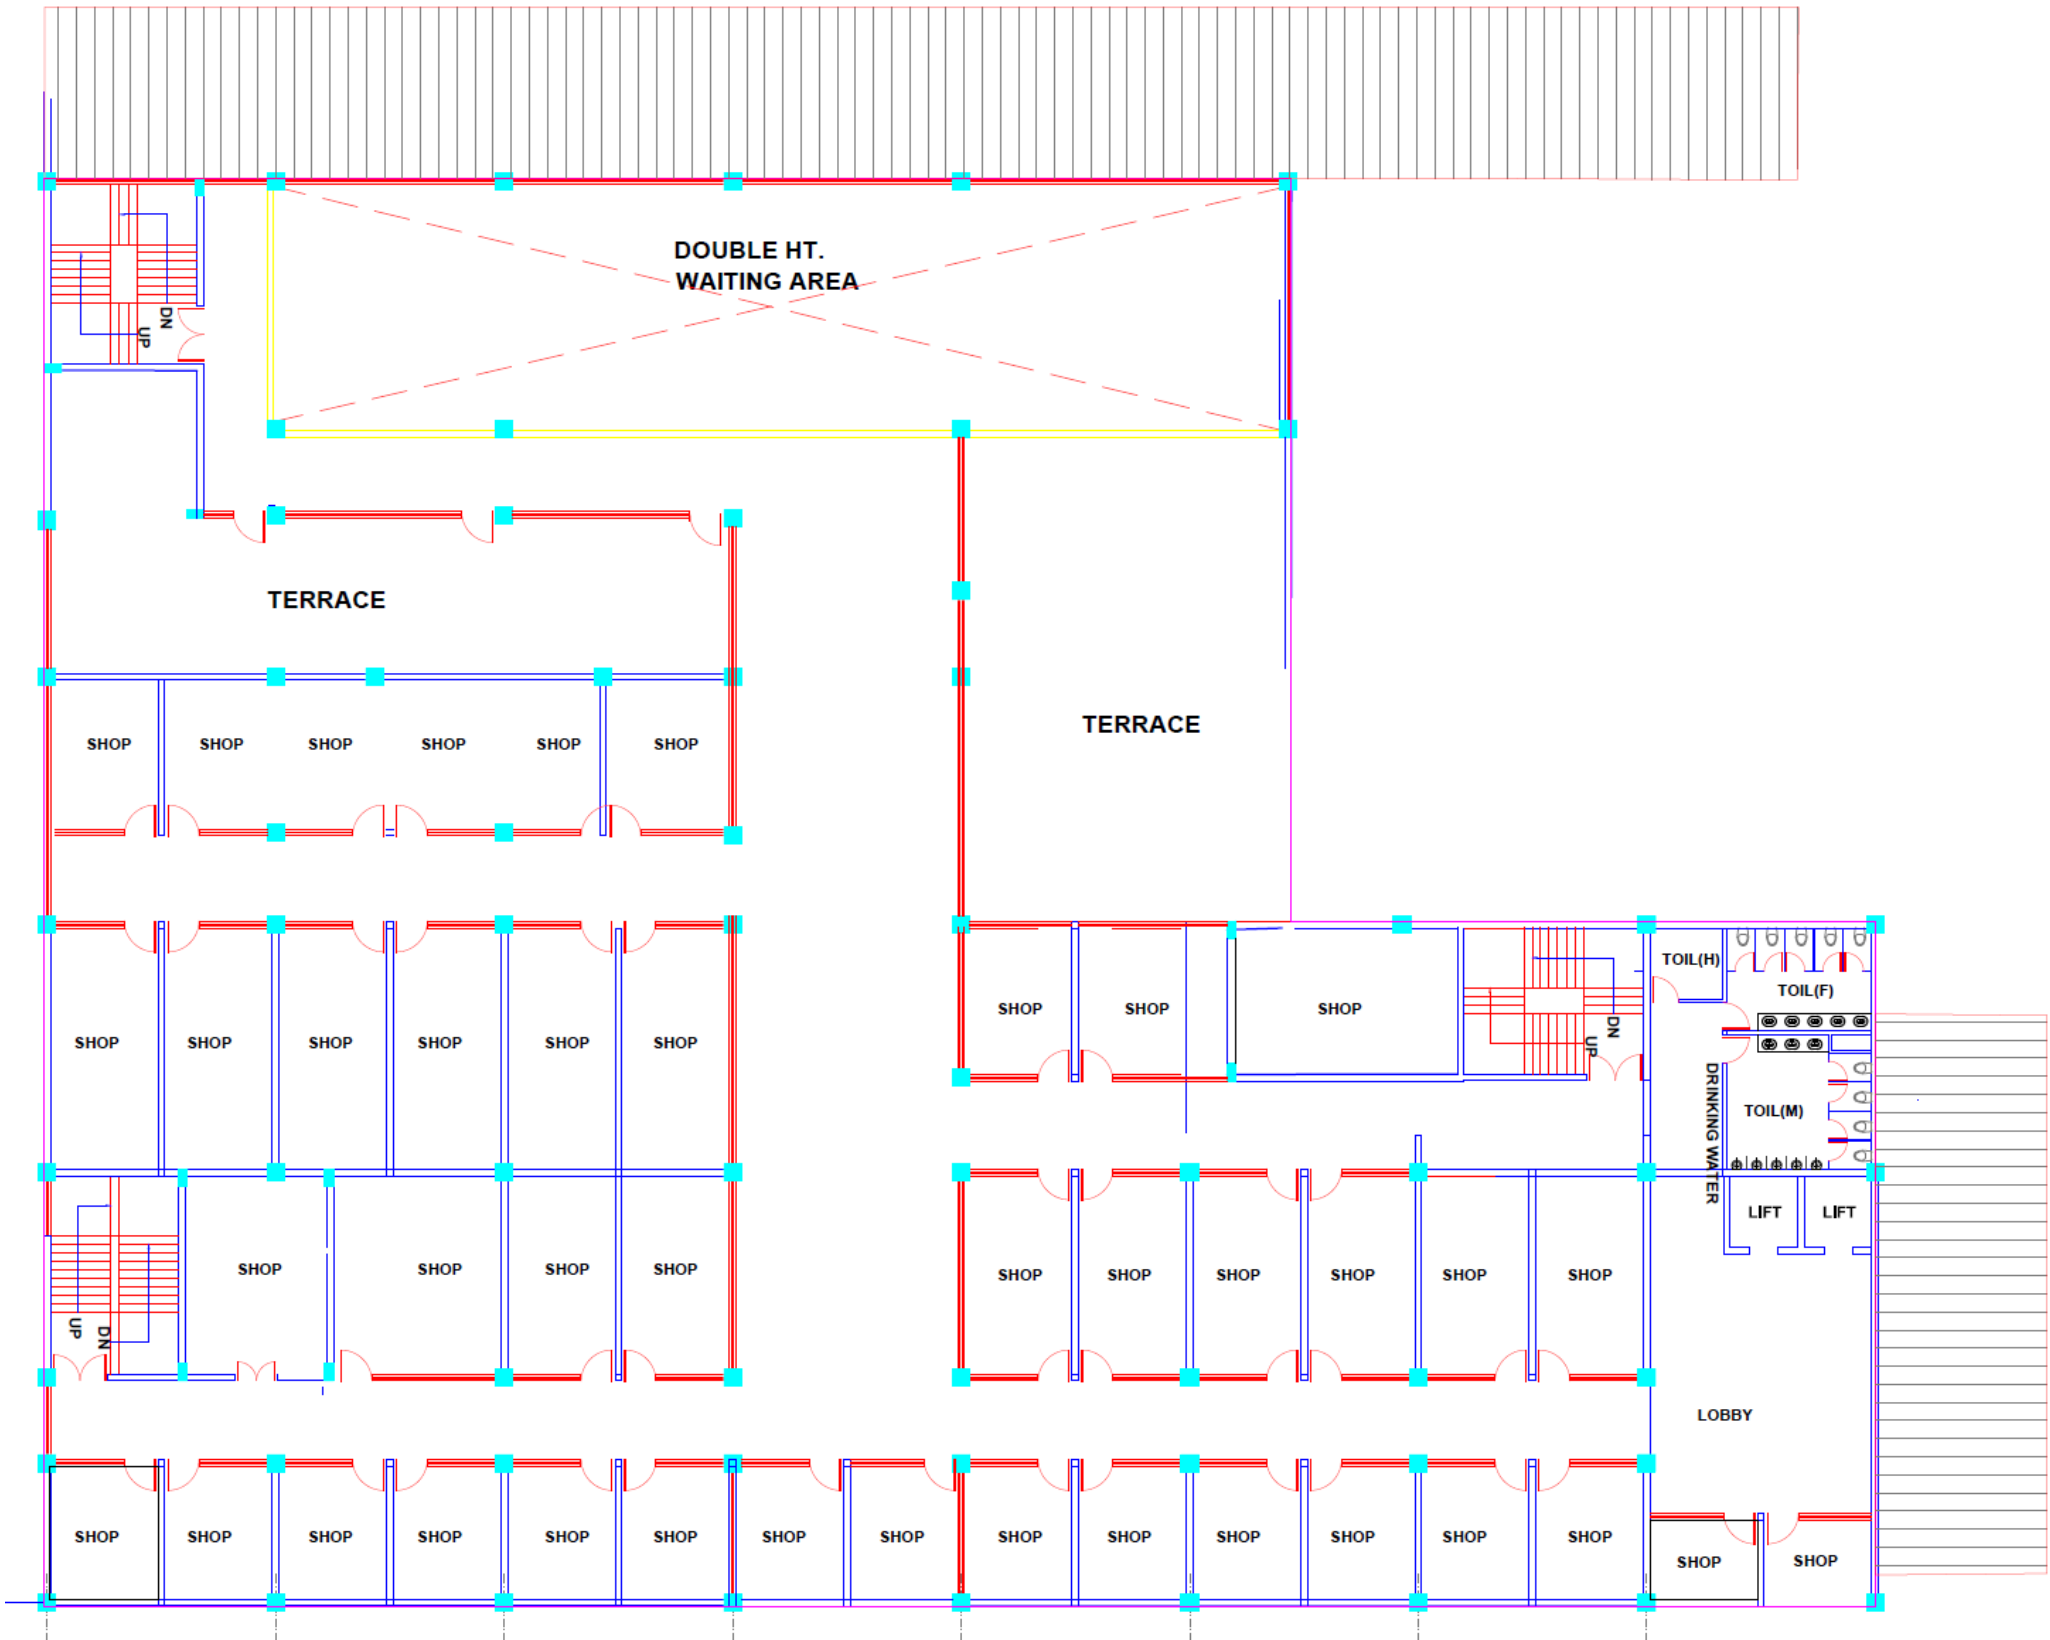 DOUBLE HT.
WAITING AREA
DN
UP
TERRACE
TERRACE
SHOP SHOP SHOP SHOP SHOP SHOP
TOIL(H)
TOIL(F)
SHOP SHOP SHOP
DN
UP
SHOP SHOP SHOP SHOP SHOP SHOP
DRINKING WATER
TOIL(M)
LIFT LIFT
SHOP SHOP SHOP SHOP
SHOP SHOP SHOP SHOP SHOP SHOP
UP
DN
LOBBY
SHOP SHOP SHOP SHOP SHOP SHOP SHOP SHOP SHOP SHOP SHOP SHOP SHOP SHOP
SHOP SHOP